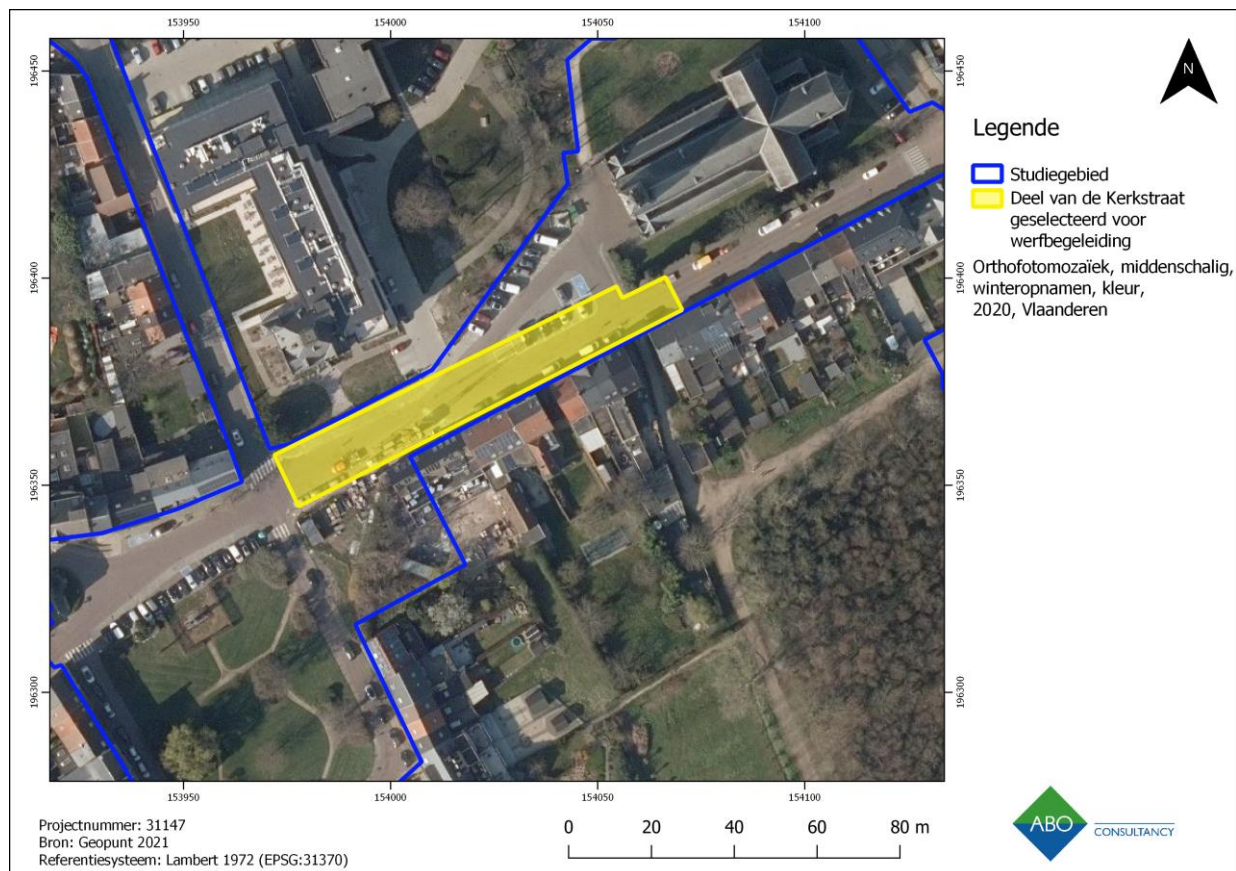 153950
154000
154050
154100
196450
196400
196350
196300
196450
196400
196350
196300
153950
154000
154050
154100
N
Legende
Studiegebied
Deel van de Kerkstraat
geselecteerd voor
werfbegeleiding
Orthofotomozaïek, middenschalig,
winteropnamen, kleur,
2020, Vlaanderen
Projectnummer: 31147
Bron: Geopunt 2021
Referentiesysteem: Lambert 1972 (EPSG:31370)
0 20 40 60 80 m
ABO
CONSULTANCY